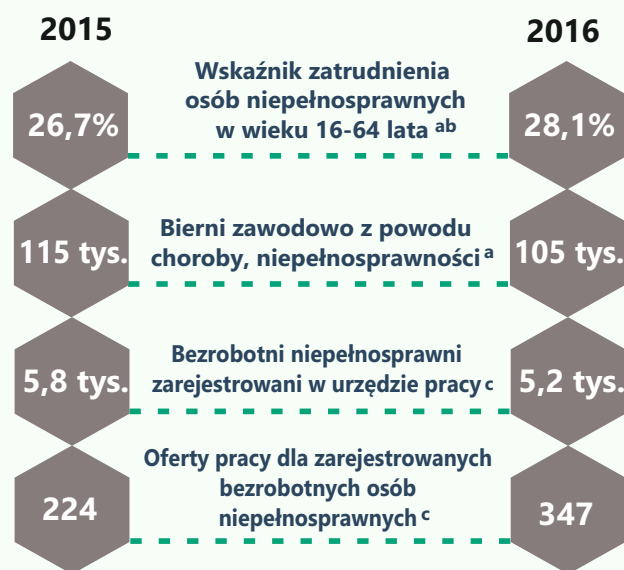 2015
2016
Wskaźnik zatrudnienia
osób niepełnosprawnych
w wieku 16-64 lata ab
26,7%
28,1%
Bierni zawodowo z powodu
choroby, niepełnosprawności a
115 tys.
105 tys.
Bezrobotni niepełnosprawni
zarejestrowani w urzędzie pracy c
5,8 tys.
5,2 tys.
Oferty pracy dla zarejestrowanych
bezrobotnych osób
niepełnosprawnych c
224
347